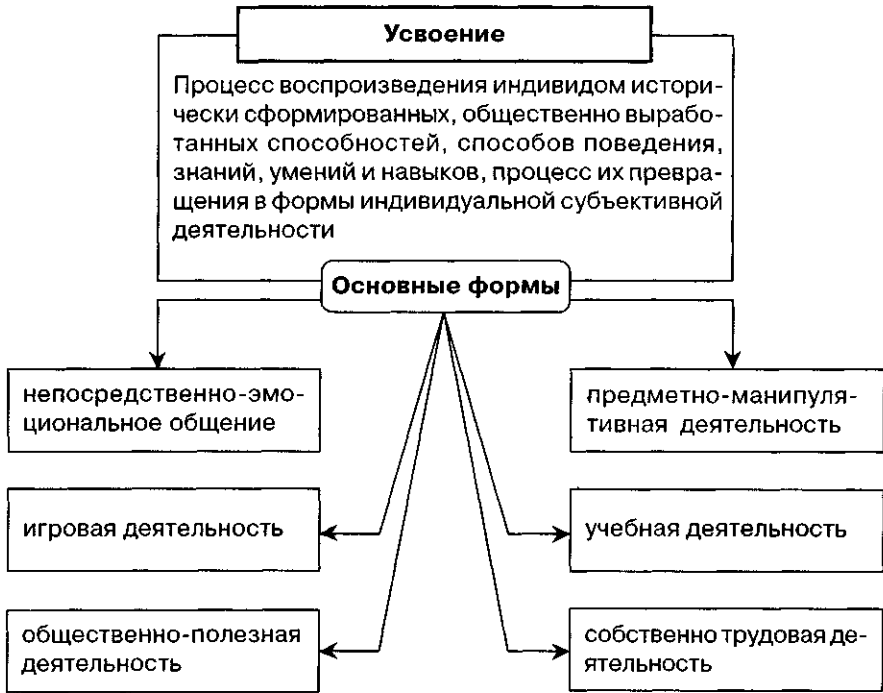 Усвоение
Процесс воспроизведения индивидом истори-
чески сформированных, общественно вырабо-
танных способностей, способов поведения,
знаний, умений и навыков, процесс их превра-
щения в формы индивидуальной субъективной
деятельности
Основные формы
непосредственно-эмо-
циональное общение
предметно-манипуля-
тивная деятельность
игровая деятельность
учебная деятельность
общественно-полезная
деятельность
собственно трудовая де-
ятельность